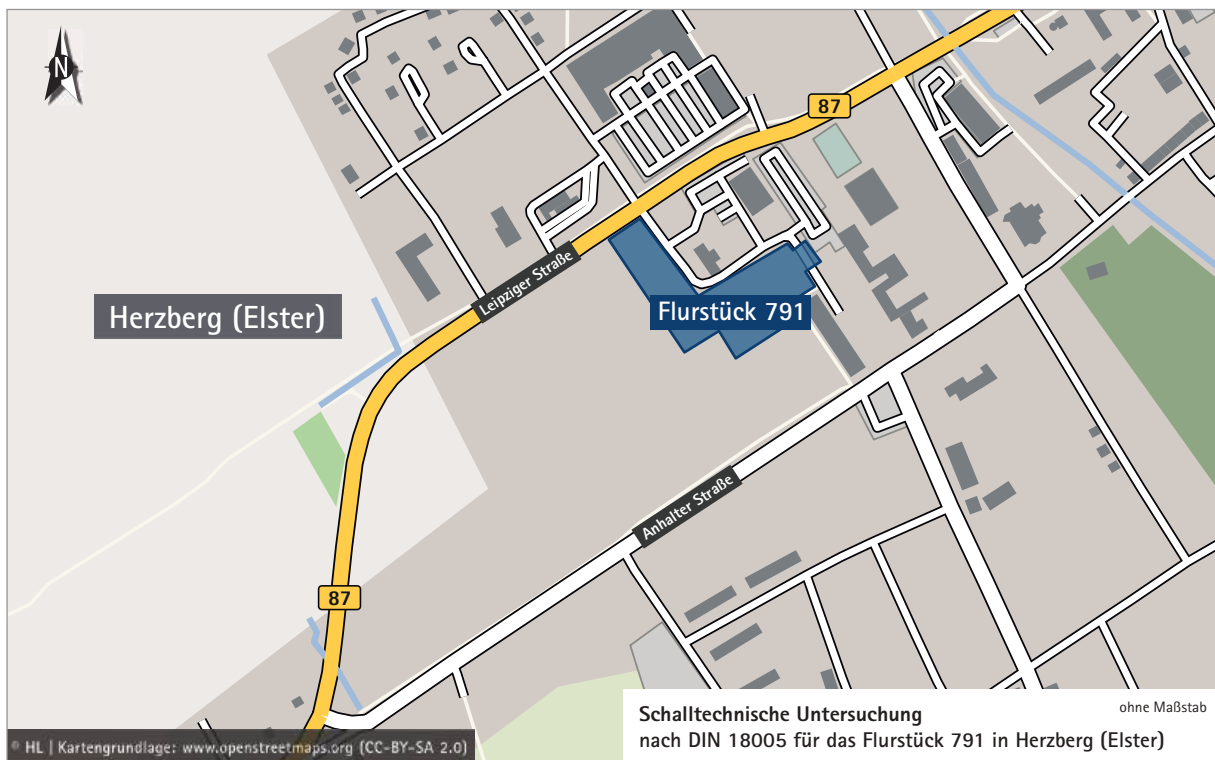 N
87
Leipziger Straße
Herzberg (Elster)
Flurstück 791
Anhalter Straße
87
Schalltechnische Untersuchung
ohne Maßstab
nach DIN 18005 für das Flurstück 791 in Herzberg (Elster)
© HL | Kartengrundlage: www.openstreetmaps.org (CC-BY-SA 2.0)